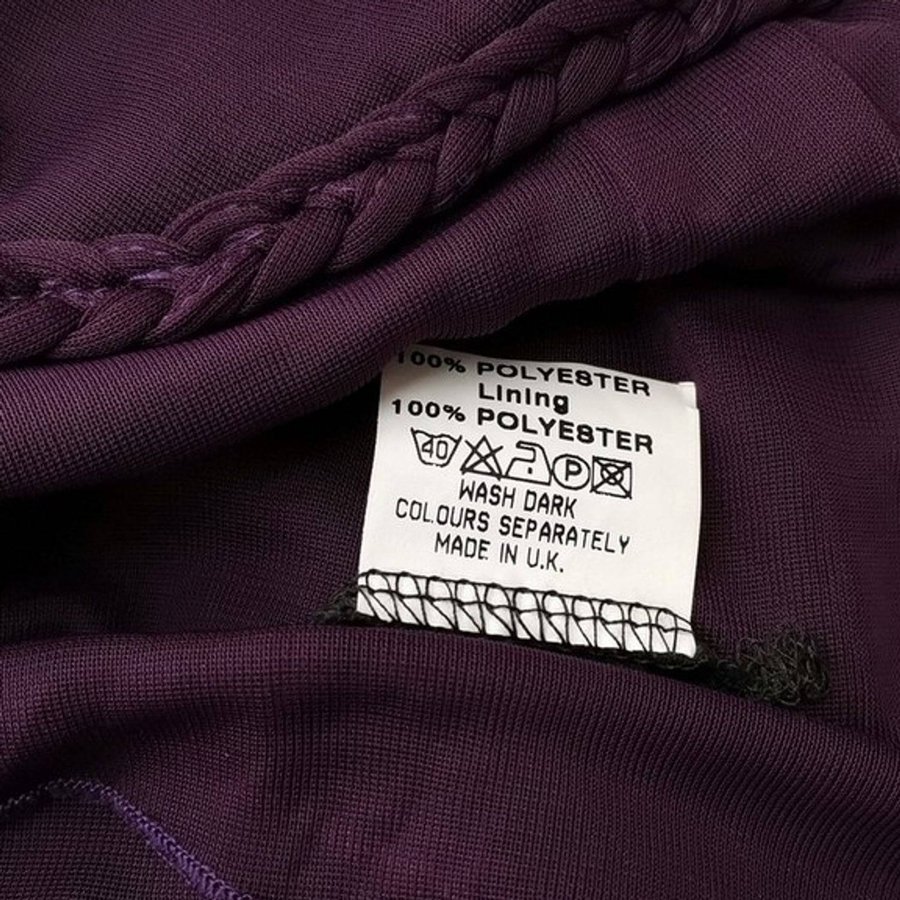 100% POLYESTER
Lining
100% POLYESTER
40 P
WASH DARK
COLOURS SEPARATELY
MADE IN U.K.